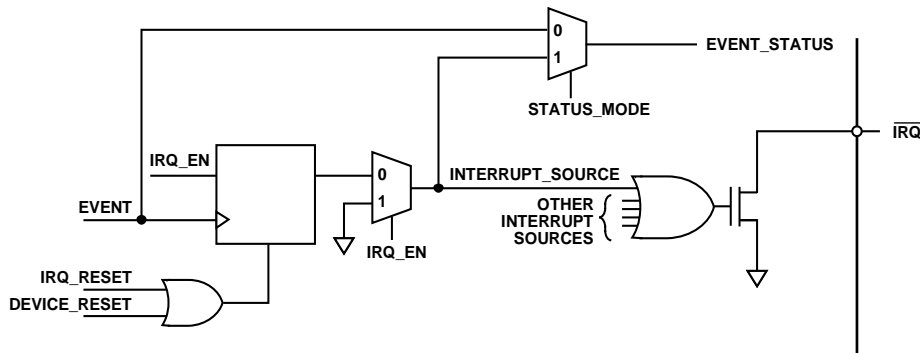 0
1
EVENT_STATUS
STATUS_MODE
IRQ
IRQ_EN
0
1
INTERRUPT_SOURCE
EVENT
OTHER
INTERRUPT
SOURCES
IRQ_EN
IRQ_RESET
DEVICE_RESET